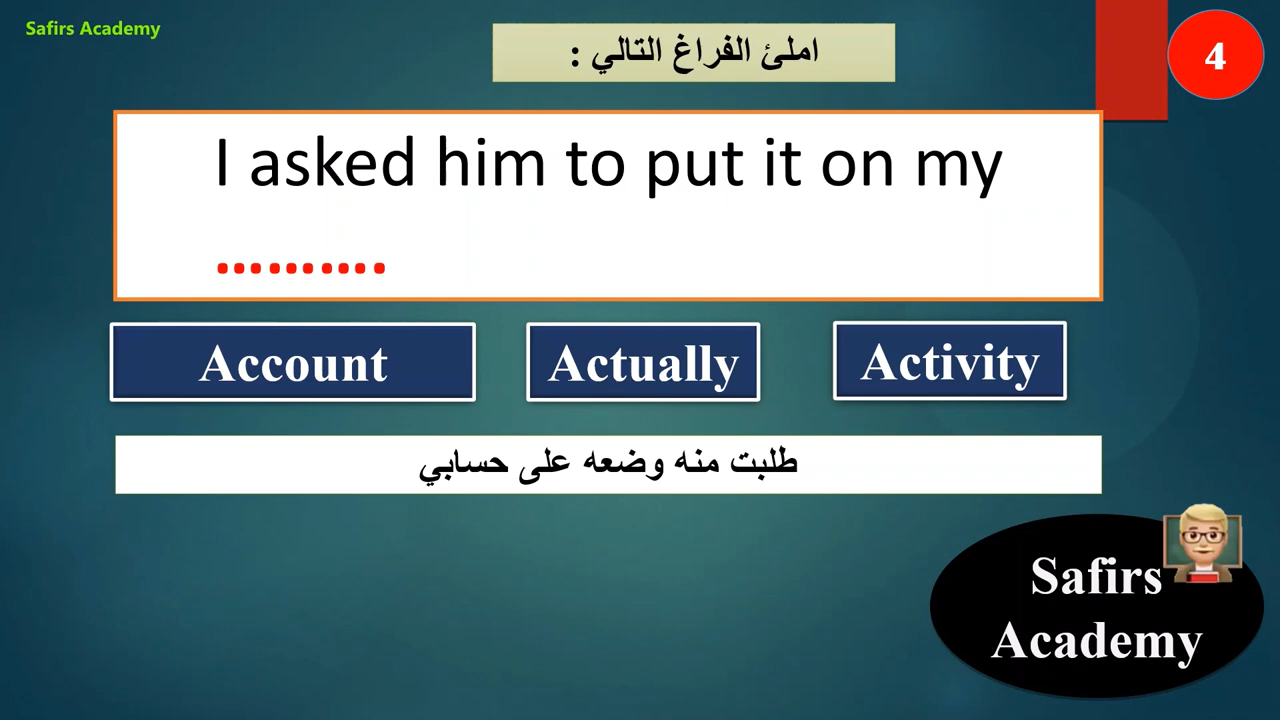 Safirs Academy
املئ الفراغ التالي :
4
I asked him to put it on my
..........
Account
Actually
Activity
طلبت منه وضعه على حسابي
Safirs
Academy